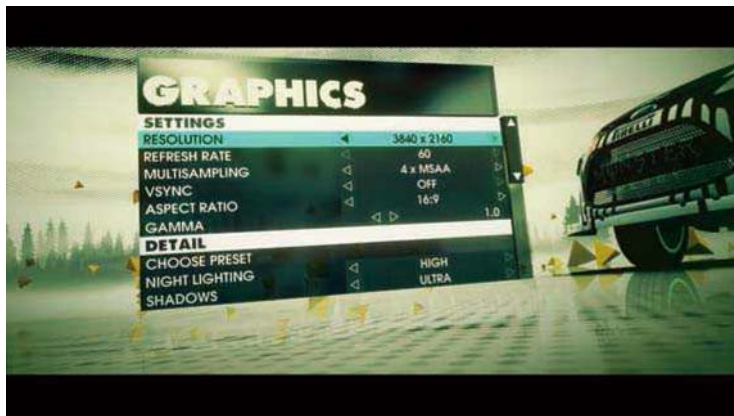 GRAPHICS
SETTINGS
RESOLUTION 3840 x 2160
REFRESH RATE 60
MULTISAMPLING 4 x MSAA
VSYNC OFF
ASPECT RATIO 16:9
GAMMA 1.0
DETAIL
CHOOSE PRESET
NIGHT LIGHTING HIGH
SHADOWS ULTRA
PIRELLI